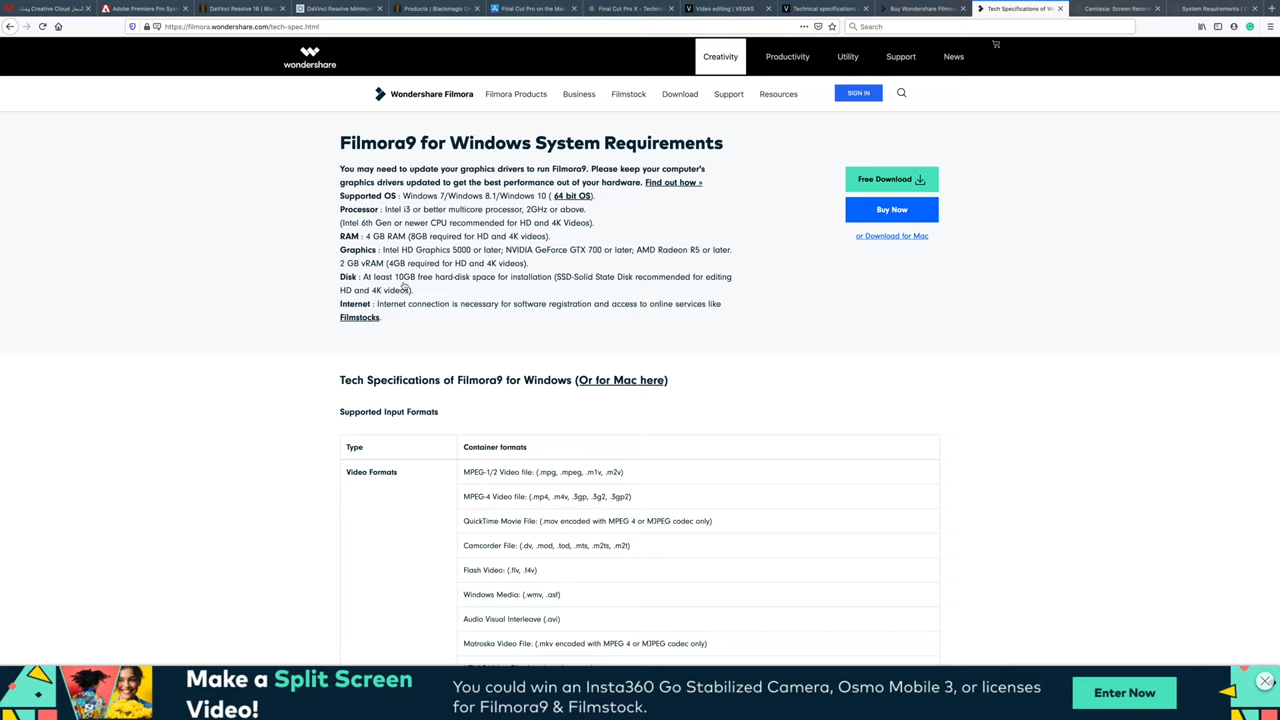 أسعار Creative Cloud وخيارات
Adobe Premiere Pro Sys
DaVinci Resolve 16 | Blac
DaVinci Resolve Minimum
Products | Blackmagic De
Final Cut Pro on the Mac
Final Cut Pro X - Technic
Video editing | VEGAS
Technical specifications
Buy Wondershare Filmora
Tech Specifications of Wo
Camtasia: Screen Recor
System Requirements | C
https://filmora.wondershare.com/tech-spec.html
Search
wondershare
Creativity
Productivity
Utility
Support
News
Wondershare Filmora
Filmora Products
Business
Filmstock
Download
Support
Resources
SIGN IN
Filmora9 for Windows System Requirements
You may need to update your graphics drivers to run Filmora9. Please keep your computer's
graphics drivers updated to get the best performance out of your hardware. Find out how »
Supported OS : Windows 7/Windows 8.1/Windows 10 ( 64 bit OS).
Processor : Intel i3 or better multicore processor, 2GHz or above.
(Intel 6th Gen or newer CPU recommended for HD and 4K Videos).
RAM : 4 GB RAM (8GB required for HD and 4K videos).
Graphics : Intel HD Graphics 5000 or later; NVIDIA GeForce GTX 700 or later; AMD Radeon R5 or later.
2 GB vRAM (4GB required for HD and 4K videos).
Disk : At least 10GB free hard-disk space for installation (SSD-Solid State Disk recommended for editing
HD and 4K videos).
Internet : Internet connection is necessary for software registration and access to online services like
Filmstocks.
Free Download
Buy Now
or Download for Mac
Tech Specifications of Filmora9 for Windows (Or for Mac here)
Supported Input Formats
Type
Container formats
Video Formats
MPEG-1/2 Video file: (.mpg, .mpeg, .m1v, .m2v)
MPEG-4 Video file: (.mp4, .m4v, .3gp, .3g2, .3gp2)
QuickTime Movie File: (.mov encoded with MPEG 4 or MJPEG codec only)
Camcorder File: (.dv, .mod, .tod, .mts, .m2ts, .m2t)
Flash Video: (.flv, .f4v)
Windows Media: (.wmv, .asf)
Audio Visual Interleave (.avi)
Matroska Video File: (.mkv encoded with MPEG 4 or MJPEG codec only)
Make a Split Screen
Video!
You could win an Insta360 Go Stabilized Camera, Osmo Mobile 3, or licenses
for Filmora9 & Filmstock.
Enter Now